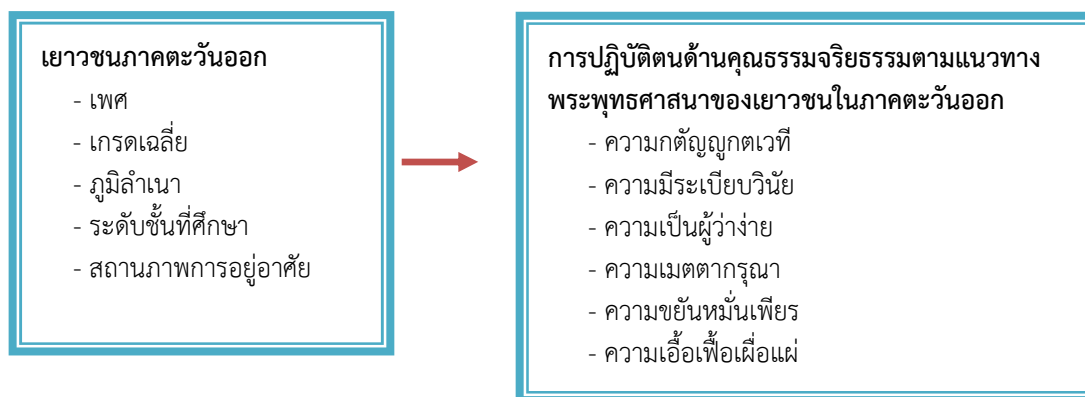 เยาวชนภาคตะวันออก
- เพศ
- เกรดเฉลี่ย
- ภูมิลำเนา
- ระดับชั้นที่ศึกษา
- สถานภาพการอยู่อาศัย
การปฏิบัติตนด้านคุณธรรมจริยธรรมตามแนวทาง
พระพุทธศาสนาของเยาวชนในภาคตะวันออก
- ความกตัญญูกตเวที
- ความมีระเบียบวินัย
- ความเป็นผู้ว่าง่าย
- ความเมตตากรุณา
- ความขยันหมั่นเพียร
- ความเอื้อเฟื้อเผื่อแผ่